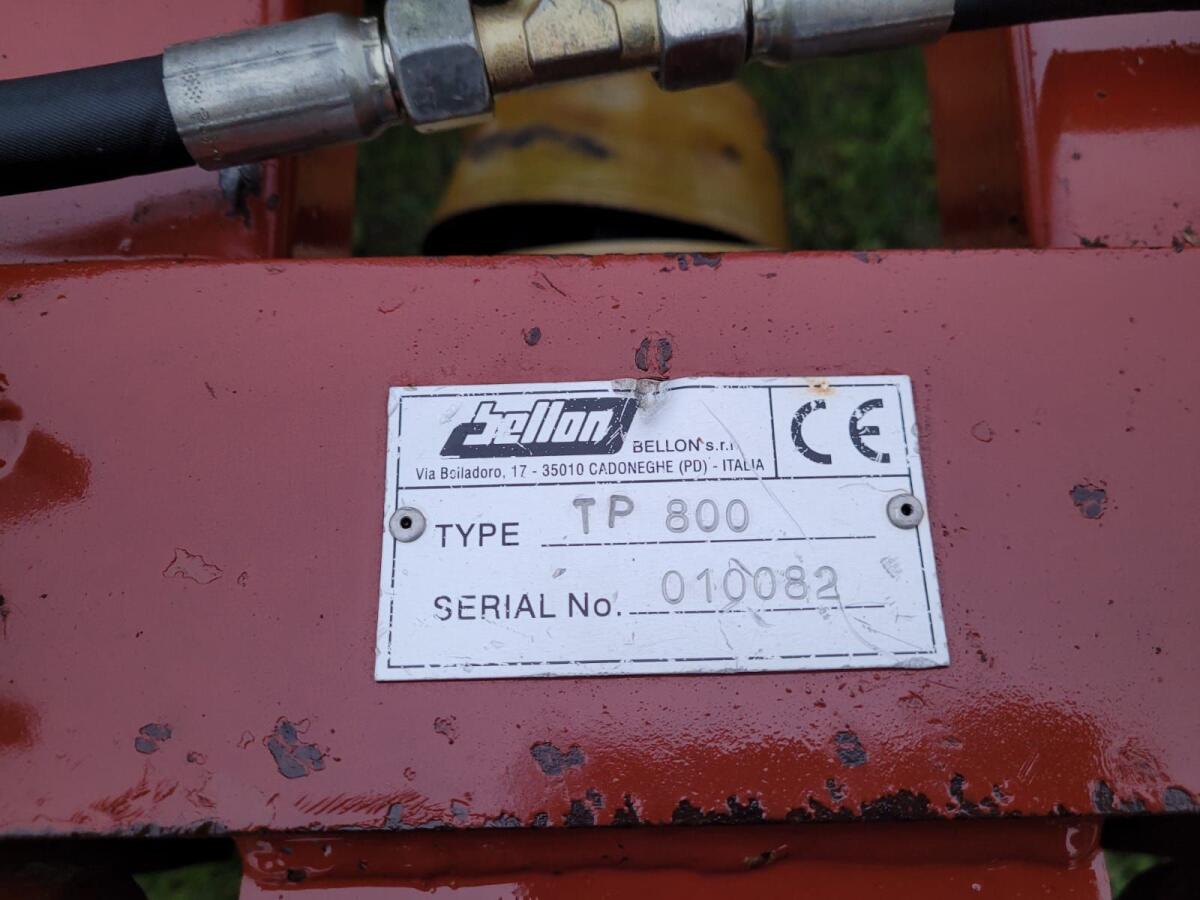 bellon
BELLON s.r.l
CE
Via Boiladoro, 17 - 35010 CADONEGHE (PD) - ITALIA
TYPE TP 800
SERIAL No. 010082